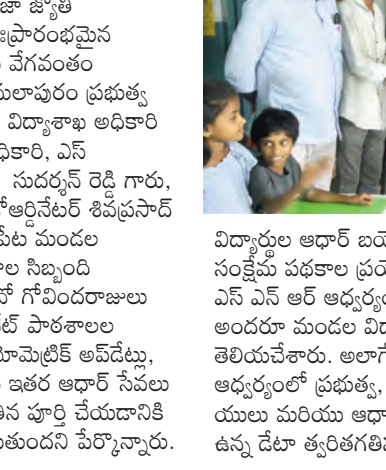 జా జ్యోతి
ఃప్రారంభమైన
వేగవంతం
ులాపురం ప్రభుత్వ
విద్యాశాఖ అధికారి
ధికారి, ఎస్
సుదర్శన్ రెడ్డి గారు,
ోఆర్డినేటర్ శివప్రసాద్
పేట మండల
ాల సిబ్బంది
నో గోవిందరాజులు
ేట్ పాఠశాలల
యోమెట్రిక్ అప్‌డేట్లు,
ఇతర ఆధార్ సేవలు
తిన పూర్తి చేయడానికి
ుతుందని పేర్కొన్నారు.
విద్యార్థుల ఆధార్ బయో
సంక్షేమ పథకాల ప్రయో
ఎస్ ఎన్ ఆర్ ఆధ్వర్యం
అందరూ మండల విద
తెలియచేశారు. అలాగే
ఆధ్వర్యంలో ప్రభుత్వ,
యులు మరియు ఆధా
ఉన్న డేటా త్వరితగతిన